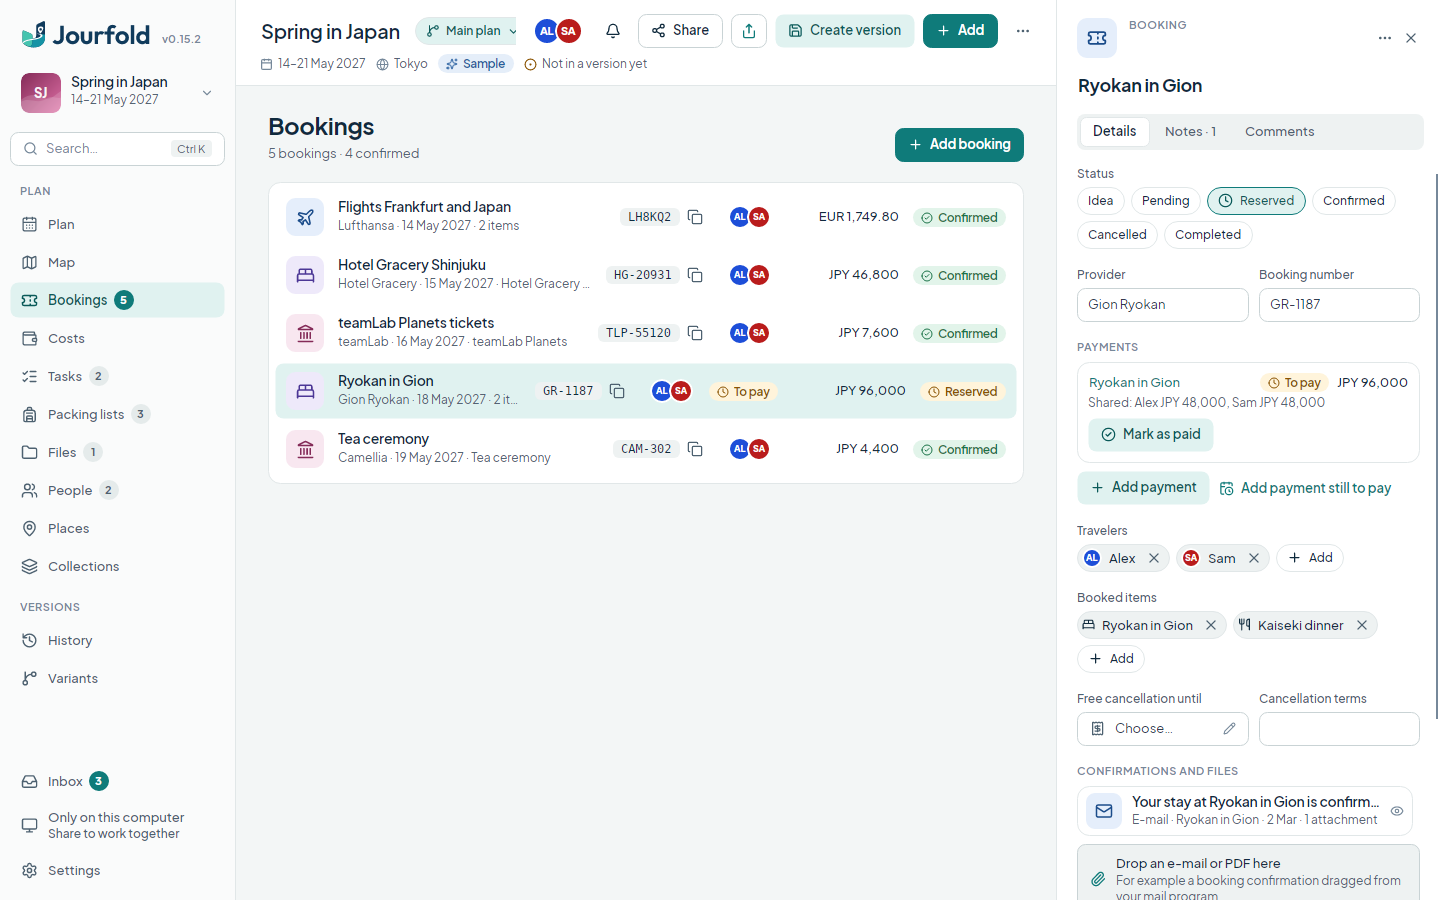 Jourfold v0.15.2
SJ
Spring in Japan
14–21 May 2027
Search...
Ctrl K
PLAN
Plan
Map
Bookings 5
Costs
Tasks 2
Packing lists 3
Files 1
People 2
Places
Collections
VERSIONS
History
Variants
Inbox 3
Only on this computer
Share to work together
Settings
Spring in Japan
Main plan
AL SA
Share
Create version
Add
14–21 May 2027
Tokyo
Sample
Not in a version yet
Bookings
5 bookings · 4 confirmed
Add booking
Flights Frankfurt and Japan
Lufthansa · 14 May 2027 · 2 items
LH8KQ2
AL SA
EUR 1,749.80
Confirmed
Hotel Gracery Shinjuku
Hotel Gracery · 15 May 2027 · Hotel Gracery ...
HG-20931
AL SA
JPY 46,800
Confirmed
teamLab Planets tickets
teamLab · 16 May 2027 · teamLab Planets
TLP-55120
AL SA
JPY 7,600
Confirmed
Ryokan in Gion
Gion Ryokan · 18 May 2027 · 2 it...
GR-1187
AL SA
To pay
JPY 96,000
Reserved
Tea ceremony
Camellia · 19 May 2027 · Tea ceremony
CAM-302
AL SA
JPY 4,400
Confirmed
BOOKING
Ryokan in Gion
Details
Notes · 1
Comments
Status
Idea
Pending
Reserved
Confirmed
Cancelled
Completed
Provider
Booking number
Gion Ryokan
GR-1187
PAYMENTS
Ryokan in Gion
To pay
JPY 96,000
Shared: Alex JPY 48,000, Sam JPY 48,000
Mark as paid
Add payment
Add payment still to pay
Travelers
AL Alex
SA Sam
Add
Booked items
Ryokan in Gion
Kaiseki dinner
Add
Free cancellation until
Cancellation terms
Choose...
CONFIRMATIONS AND FILES
Your stay at Ryokan in Gion is confirm...
E-mail · Ryokan in Gion · 2 Mar · 1 attachment
Drop an e-mail or PDF here
For example a booking confirmation dragged from
your mail program